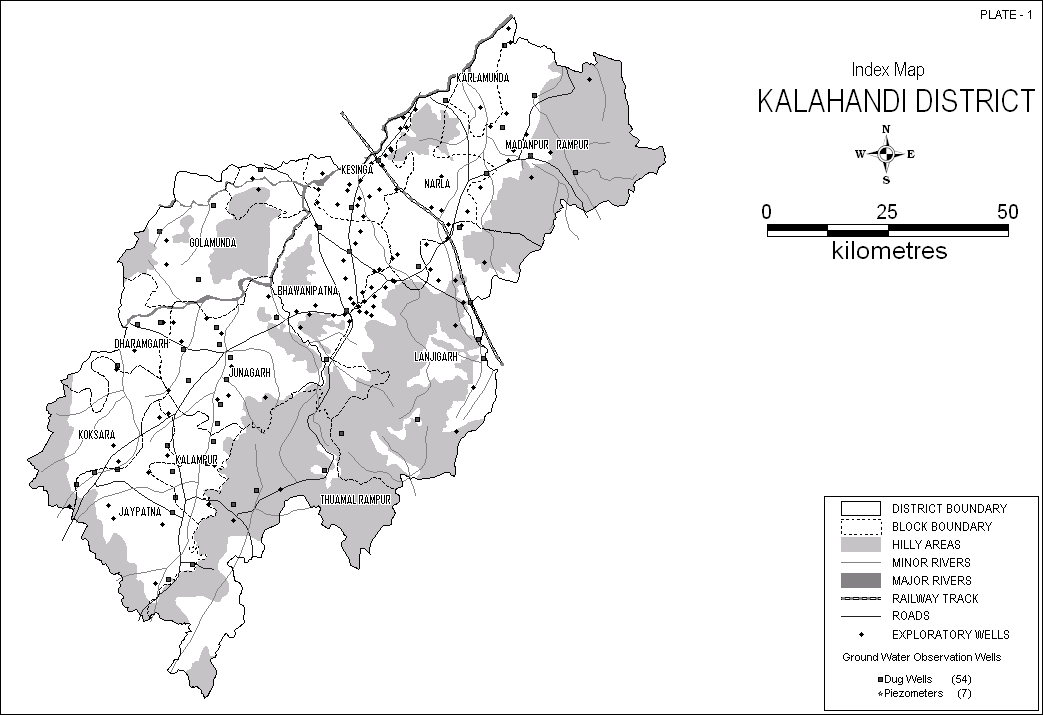 PLATE - 1
Index Map
KALAHANDI DISTRICT
N
W E
S
0 25 50
kilometres
KARLAMUNDA
MADANPUR RAMPUR
KESINGA
NARLA
GOLAMUNDA
BHAWANIPATNA
DHARAMGARH
LANJIGARH
JUNAGARH
KOKSARA
KALAMPUR
THUAMAL RAMPUR
JAYPATNA
DISTRICT BOUNDARY
BLOCK BOUNDARY
HILLY AREAS
MINOR RIVERS
MAJOR RIVERS
RAILWAY TRACK
ROADS
EXPLORATORY WELLS
Ground Water Observation Wells
Dug Wells (54)
Piezometers (7)